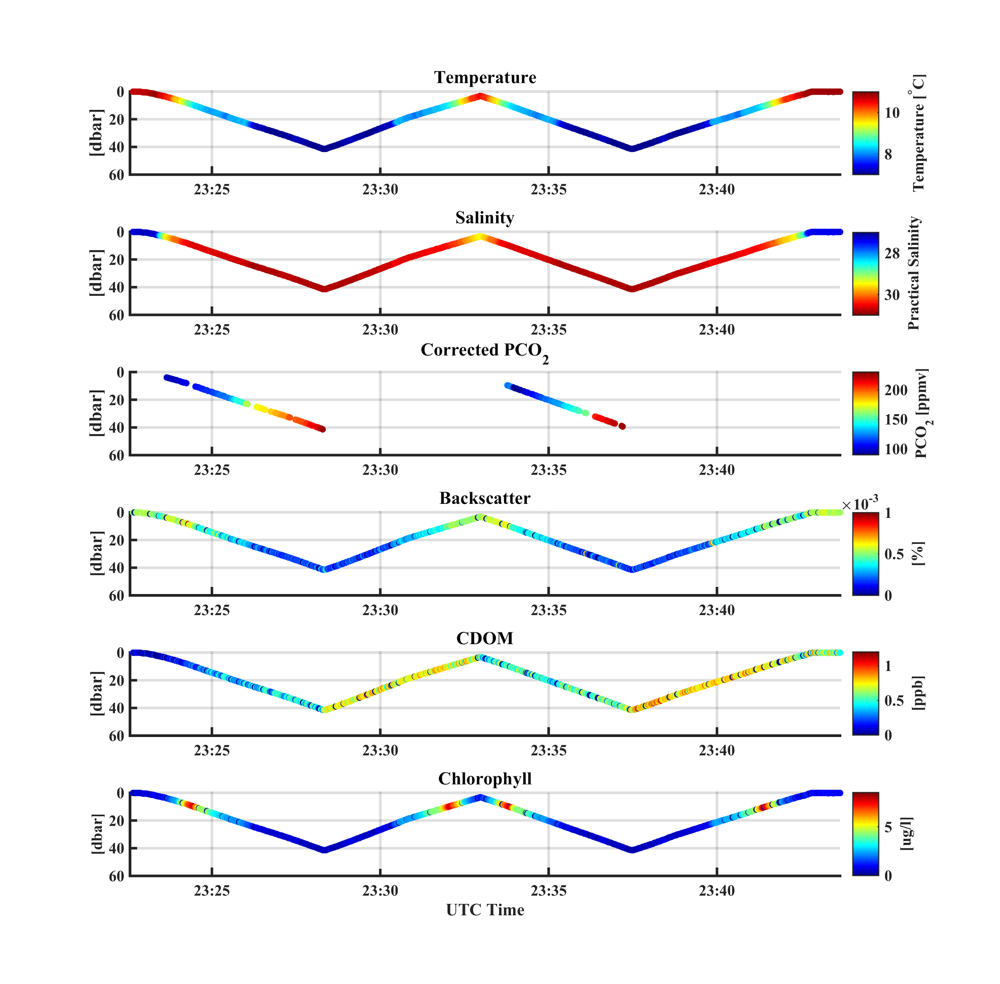 Temperature
0
20
40
60
[dbar]
23:25 23:30 23:35 23:40
10
8
Temperature [°C]
Salinity
0
20
40
60
[dbar]
23:25 23:30 23:35 23:40
28
30
Practical Salinity
Corrected PCO2
0
20
40
60
[dbar]
23:25 23:30 23:35 23:40
200
150
100
PCO2 [ppmv]
Backscatter
0
20
40
60
[dbar]
23:25 23:30 23:35 23:40
×10-3
1
0.5
0
[%]
CDOM
0
20
40
60
[dbar]
23:25 23:30 23:35 23:40
1
0.5
0
[ppb]
Chlorophyll
0
20
40
60
[dbar]
23:25 23:30 23:35 23:40
5
0
[ug/l]
UTC Time